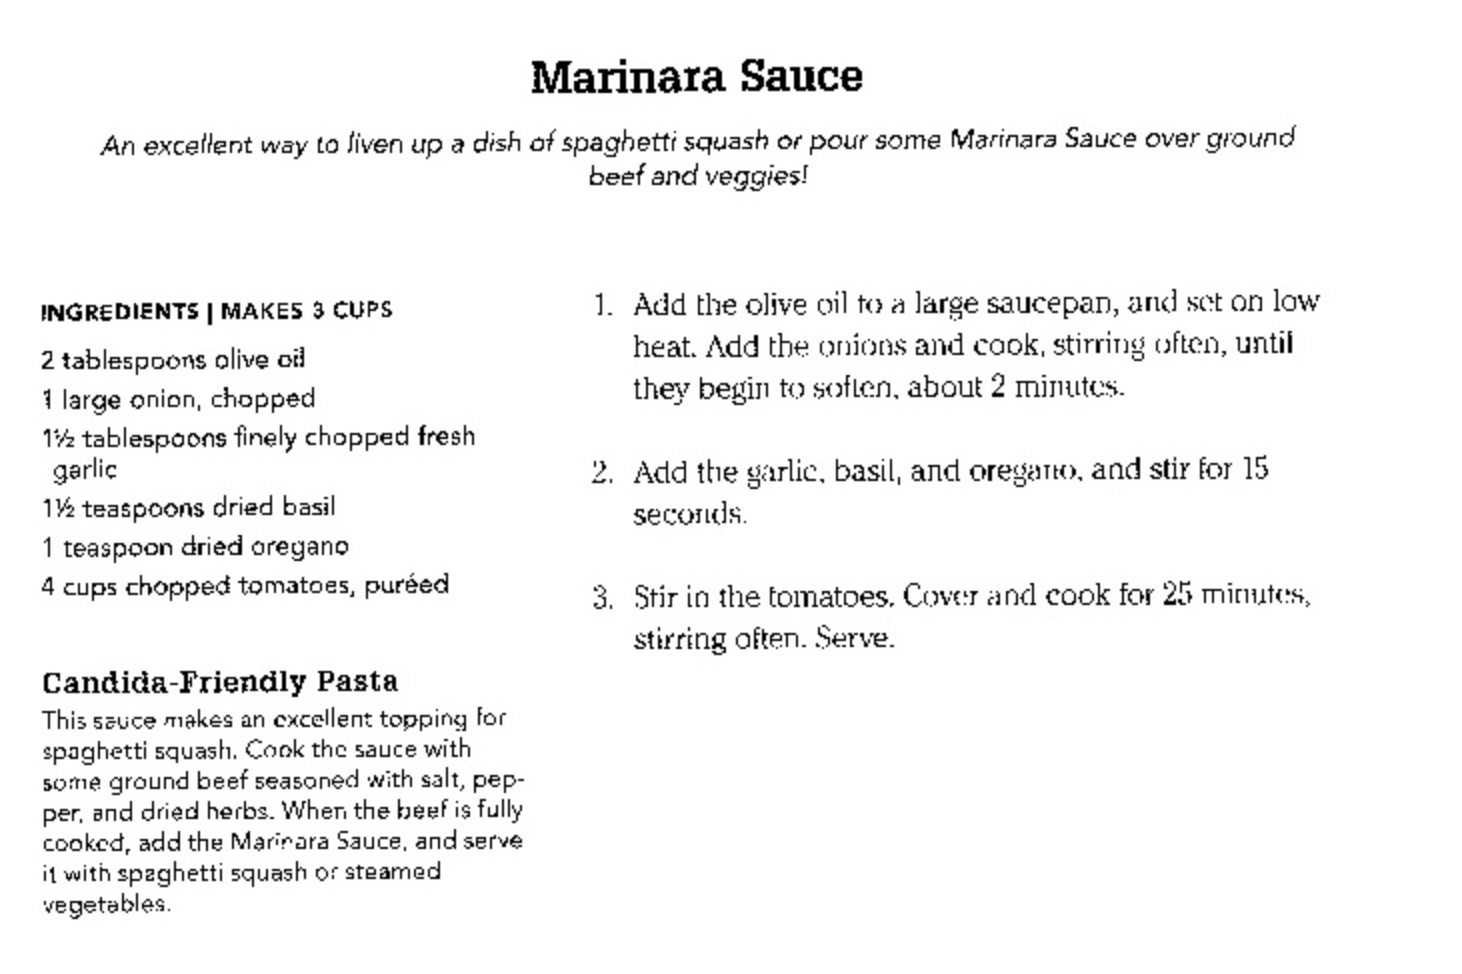 Marinara Sauce
An excellent way to liven up a dish of spaghetti squash or pour some Marinara Sauce over ground
beef and veggies!
INGREDIENTS | MAKES 3 CUPS
2 tablespoons olive oil
1 large onion, chopped
1½ tablespoons finely chopped fresh
garlic
1½ teaspoons dried basil
1 teaspoon dried oregano
4 cups chopped tomatoes, puréed
Candida-Friendly Pasta
This sauce makes an excellent topping for
spaghetti squash. Cook the sauce with
some ground beef seasoned with salt, pep-
per, and dried herbs. When the beef is fully
cooked, add the Marinara Sauce, and serve
it with spaghetti squash or steamed
vegetables.
1. Add the olive oil to a large saucepan, and set on low
heat. Add the onions and cook, stirring often, until
they begin to soften, about 2 minutes.
2. Add the garlic, basil, and oregano, and stir for 15
seconds.
3. Stir in the tomatoes. Cover and cook for 25 minutes,
stirring often. Serve.